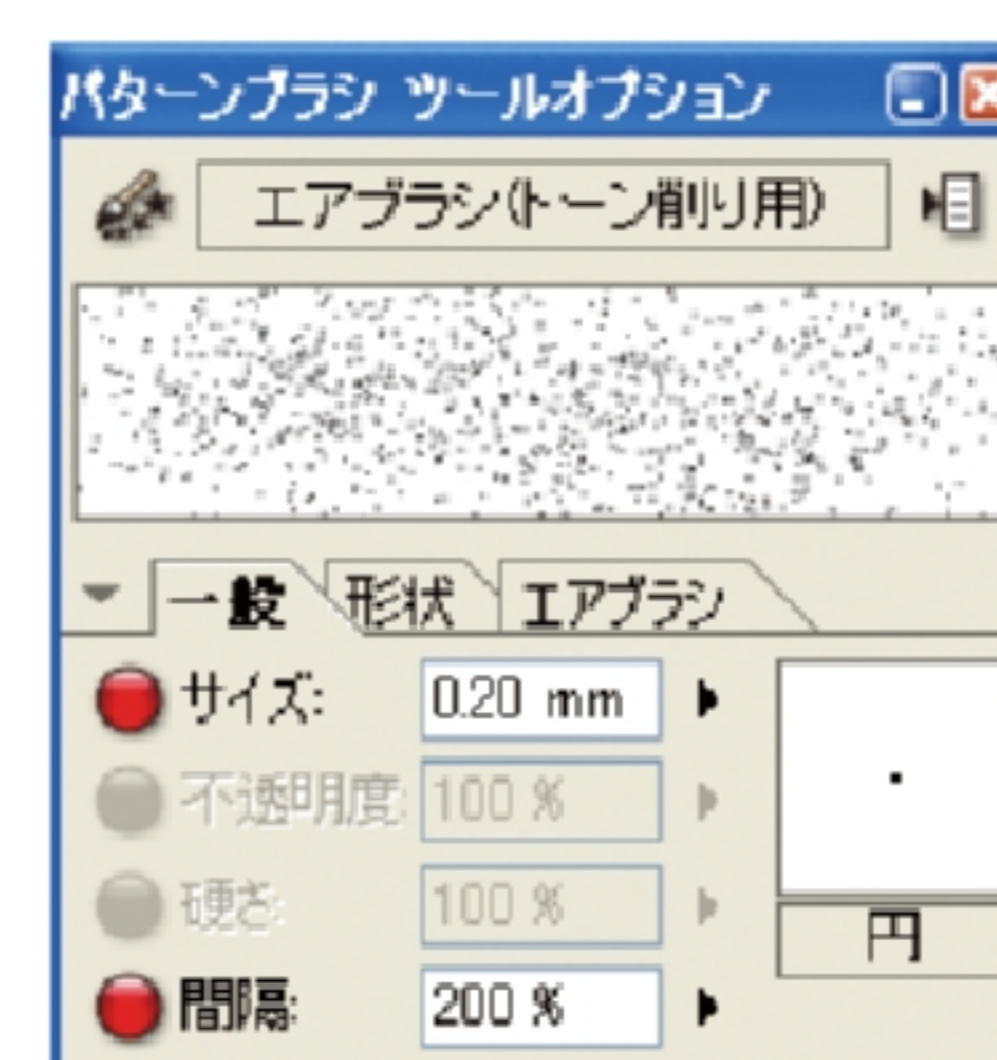 パターンブラシ ツールオプション
エアブラシ(トーン削り用)
一般 形状 エアブラシ
サイズ: 0.20 mm
不透明度: 100 %
硬さ: 100 %
円
間隔: 200 %